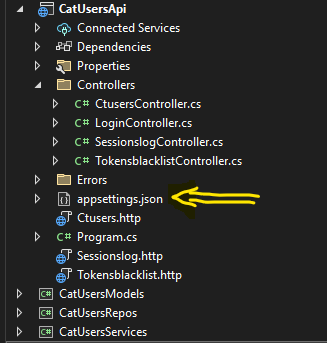 CatUsersApi
Connected Services
Dependencies
Properties
Controllers
C# CtusersController.cs
C# LoginController.cs
C# SessionslogController.cs
C# TokensblacklistController.cs
Errors
appsettings.json
Ctusers.http
C# Program.cs
Sessionslog.http
Tokensblacklist.http
C# CatUsersModels
C# CatUsersRepos
C# CatUsersServices